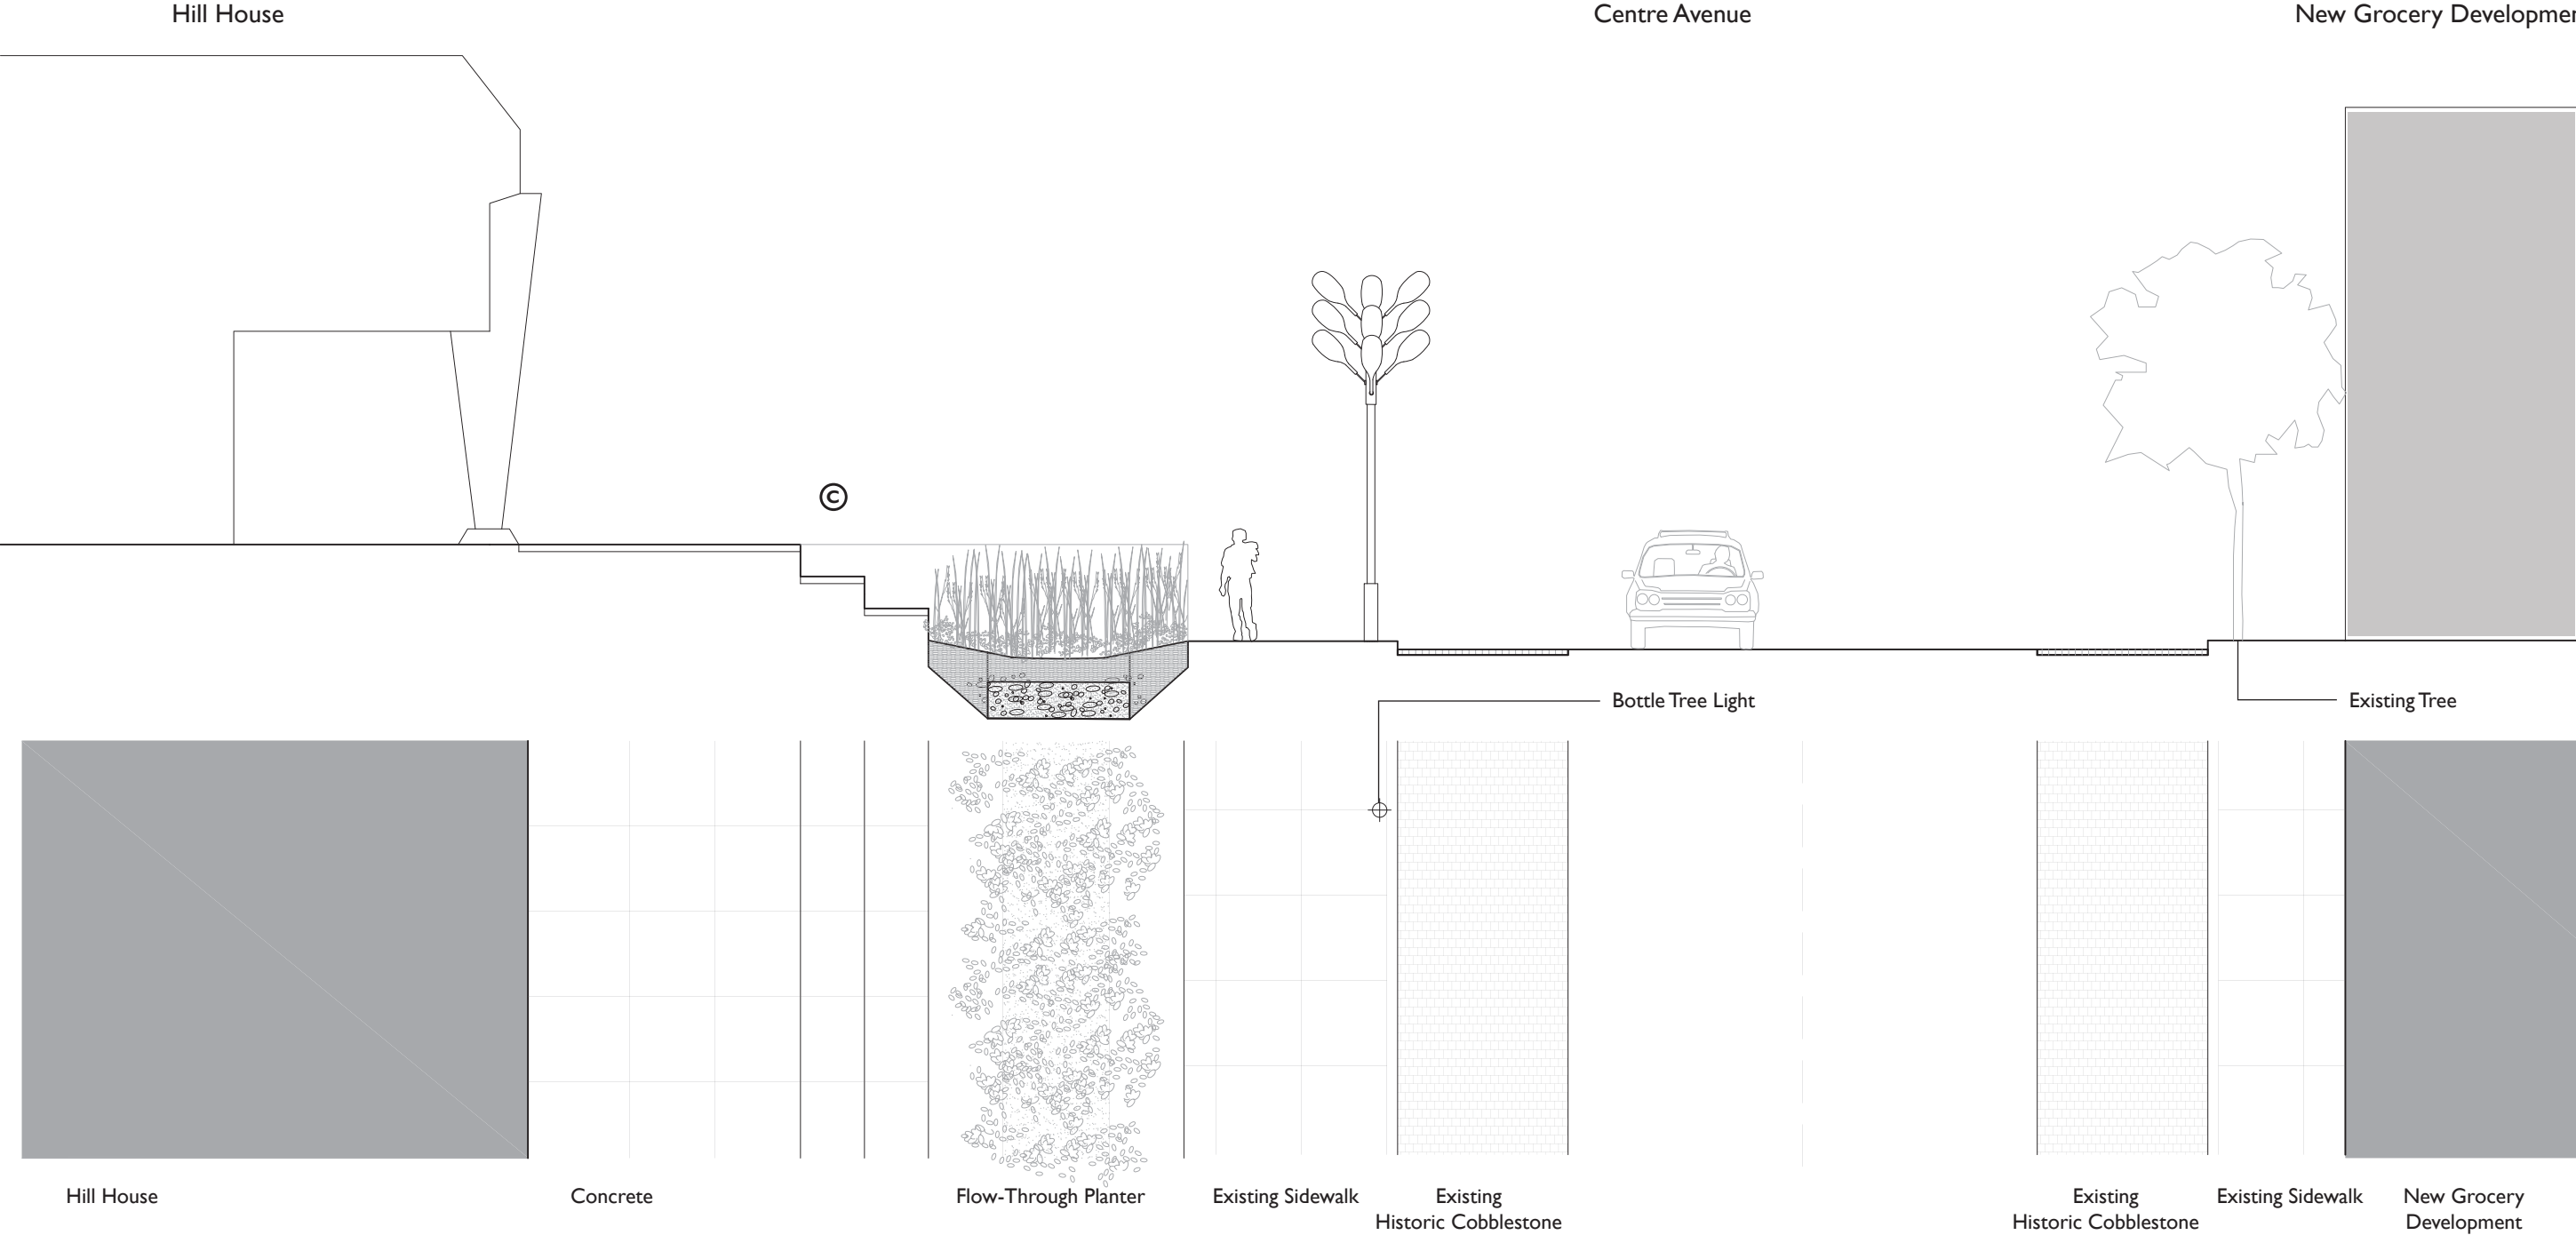 Hill House
Centre Avenue
New Grocery Developmen
©
Bottle Tree Light
Existing Tree
Hill House
Concrete
Flow-Through Planter
Existing Sidewalk
Existing
Historic Cobblestone
Existing
Historic Cobblestone
Existing Sidewalk
New Grocery
Development